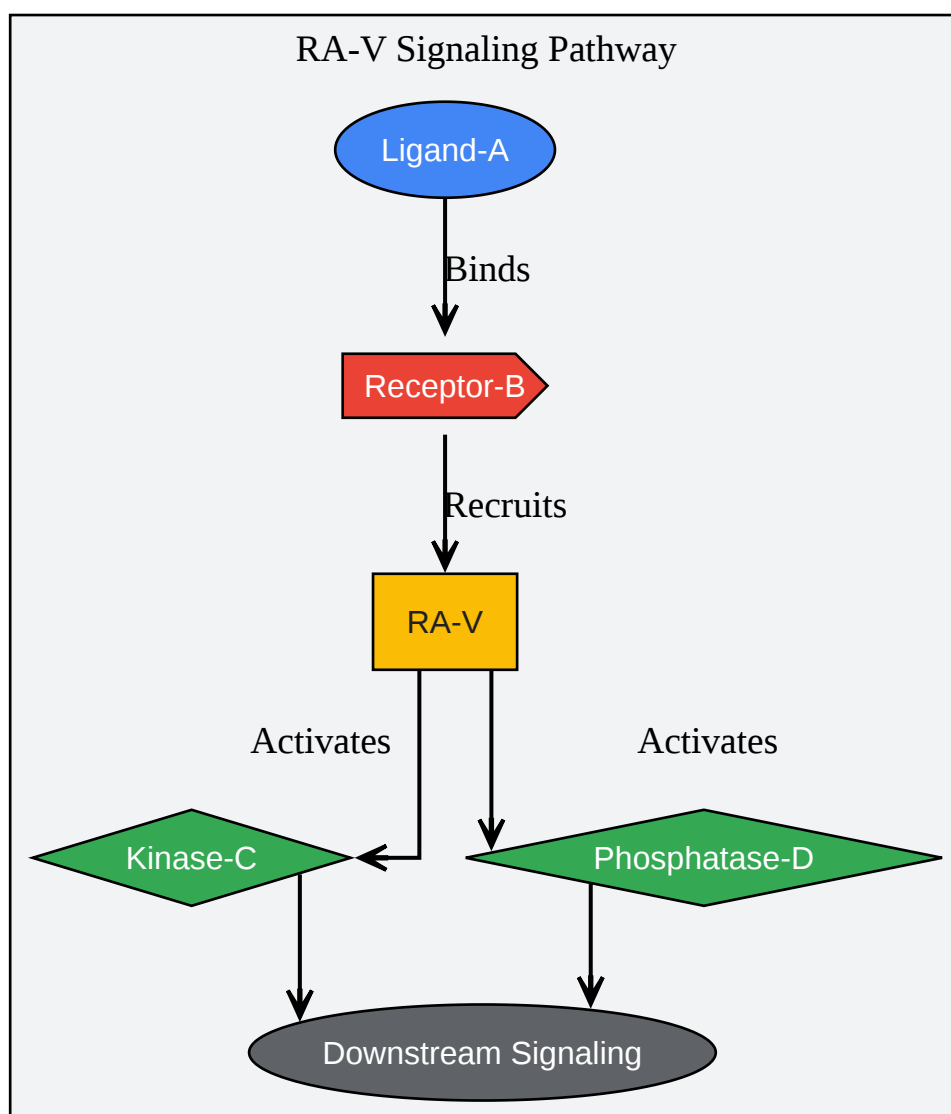 RA-V Signaling Pathway
Ligand-A
Binds
Receptor-B
Recruits
RA-V
Activates
Activates
Kinase-C
Phosphatase-D
Downstream Signaling